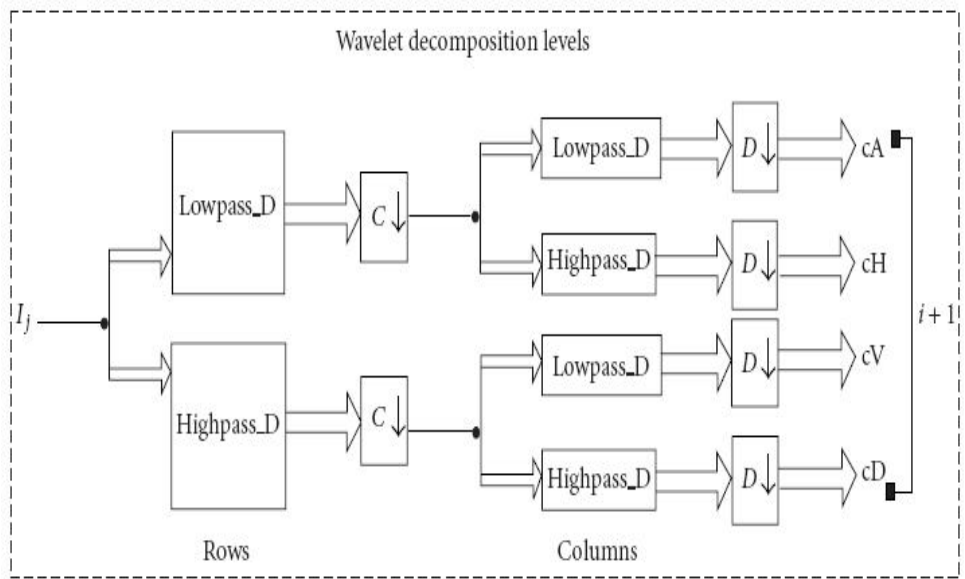 Wavelet decomposition levels
Lowpass_D
D↓
cA
Lowpass_D
C↓
Highpass_D
D↓
cH
I_j
i + 1
Lowpass_D
D↓
cV
Highpass_D
C↓
Highpass_D
D↓
cD
Rows
Columns